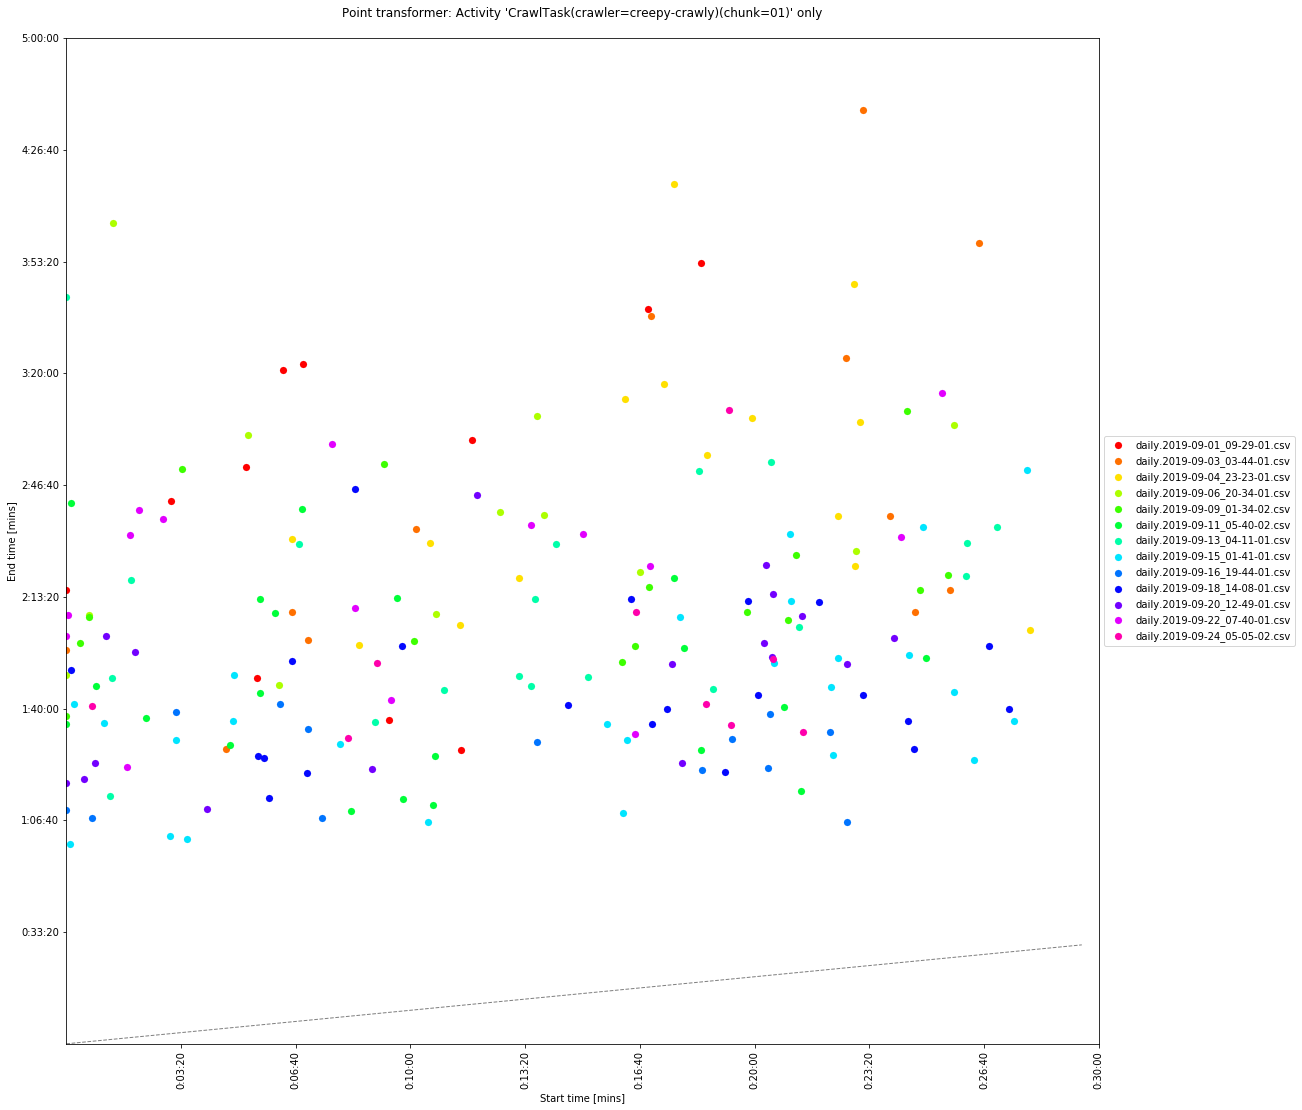 Point transformer: Activity 'CrawlTask(crawler=creepy-crawly)(chunk=01)' only
5:00:00
4:26:40
3:53:20
3:20:00
2:46:40
2:13:20
1:40:00
1:06:40
0:33:20
End time [mins]
0:03:20
0:06:40
0:10:00
0:13:20
0:16:40
0:20:00
0:23:20
0:26:40
0:30:00
Start time [mins]
daily.2019-09-01_09-29-01.csv
daily.2019-09-03_03-44-01.csv
daily.2019-09-04_23-23-01.csv
daily.2019-09-06_20-34-01.csv
daily.2019-09-09_01-34-02.csv
daily.2019-09-11_05-40-02.csv
daily.2019-09-13_04-11-01.csv
daily.2019-09-15_01-41-01.csv
daily.2019-09-16_19-44-01.csv
daily.2019-09-18_14-08-01.csv
daily.2019-09-20_12-49-01.csv
daily.2019-09-22_07-40-01.csv
daily.2019-09-24_05-05-02.csv